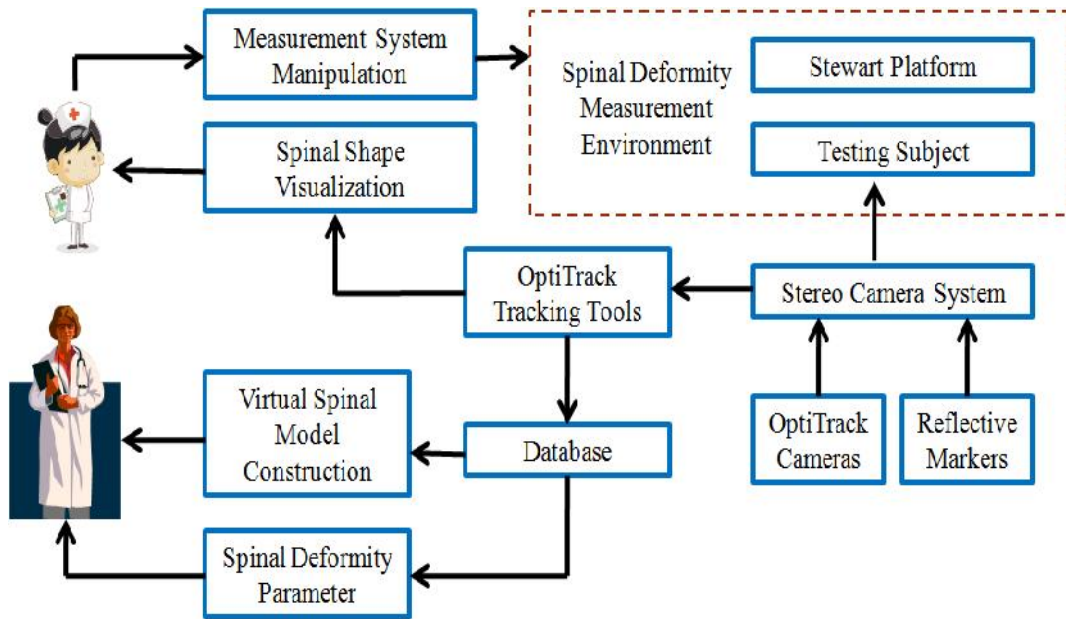 Measurement System
Manipulation
Spinal Deformity
Measurement
Environment
Stewart Platform
Testing Subject
Spinal Shape
Visualization
OptiTrack
Tracking Tools
Stereo Camera System
Virtual Spinal
Model
Construction
Database
OptiTrack
Cameras
Reflective
Markers
Spinal Deformity
Parameter